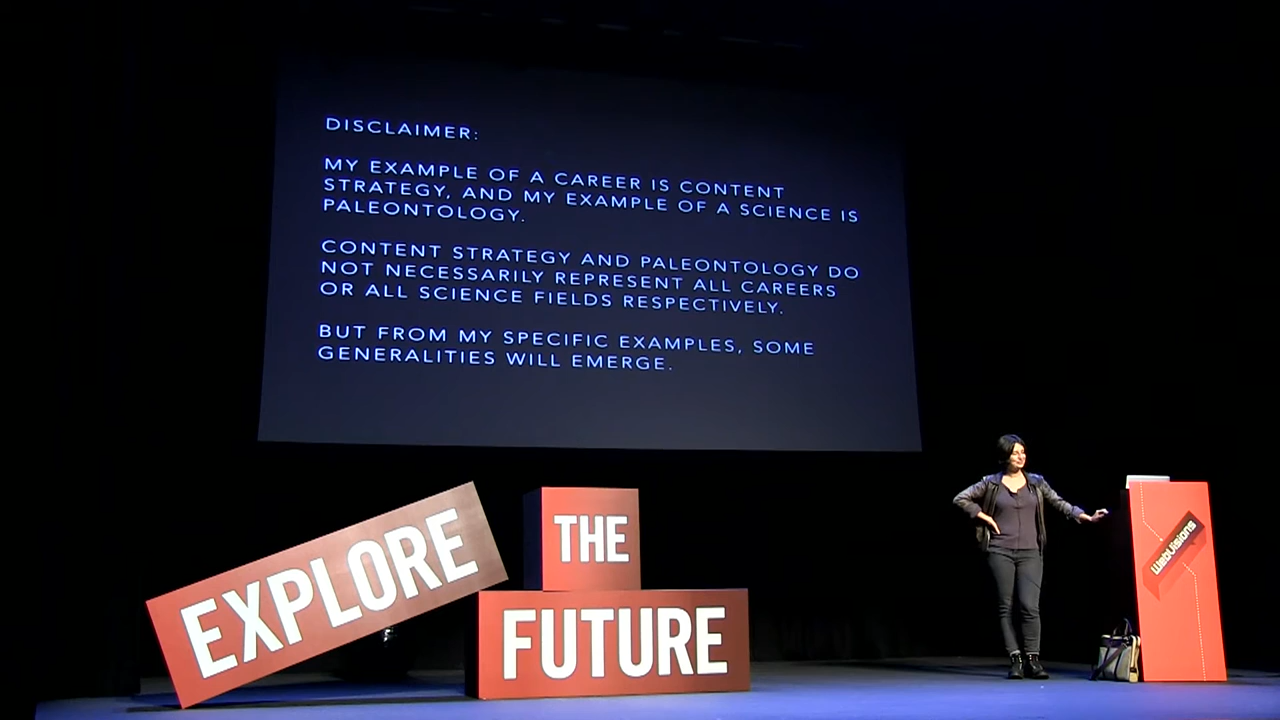 DISCLAIMER:
MY EXAMPLE OF A CAREER IS CONTENT
STRATEGY, AND MY EXAMPLE OF A SCIENCE IS
PALEONTOLOGY.
CONTENT STRATEGY AND PALEONTOLOGY DO
NOT NECESSARILY REPRESENT ALL CAREERS
OR ALL SCIENCE FIELDS RESPECTIVELY.
BUT FROM MY SPECIFIC EXAMPLES, SOME
GENERALITIES WILL EMERGE.
EXPLORE
THE
FUTURE
WebVisions